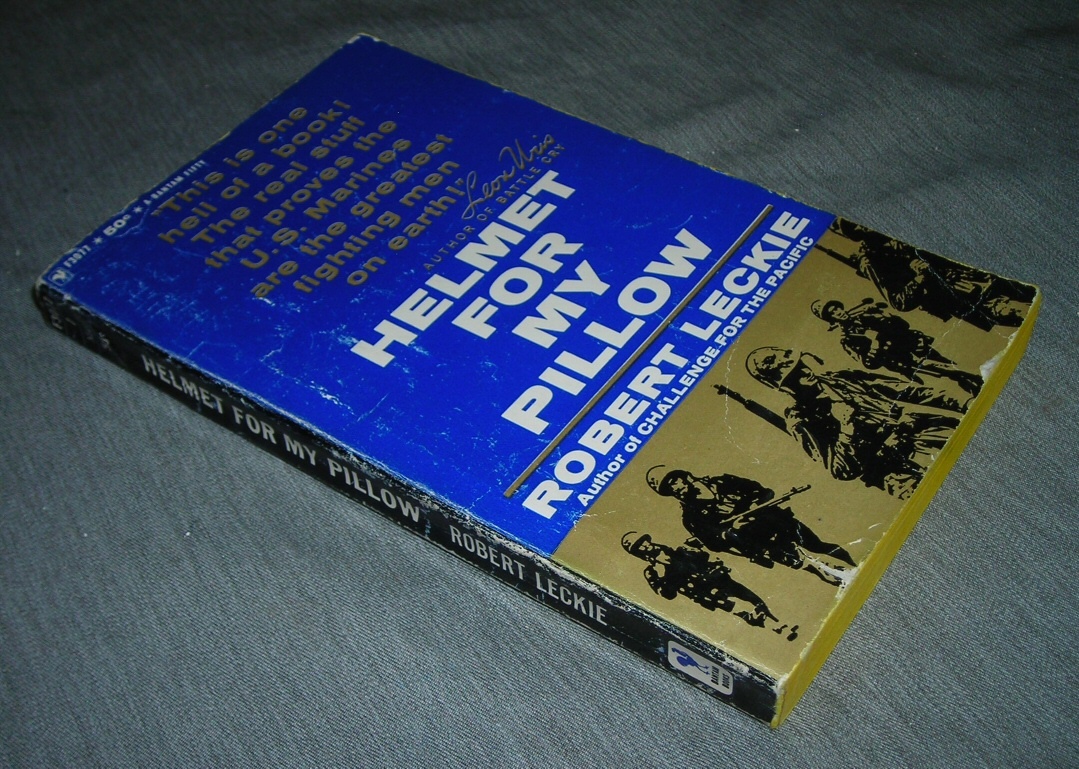 50¢ ★ A BANTAM FIFTY
"This is one
hell of a book!
The real stuff
that proves the
U.S. Marines
are the greatest
fighting men
on earth!"
Leon Uris
AUTHOR OF BATTLE CRY
HELMET
FOR
MY
PILLOW
ROBERT LECKIE
Author of CHALLENGE FOR THE PACIFIC
HELMET FOR MY PILLOW ROBERT LECKIE
BANTAM
BOOKS